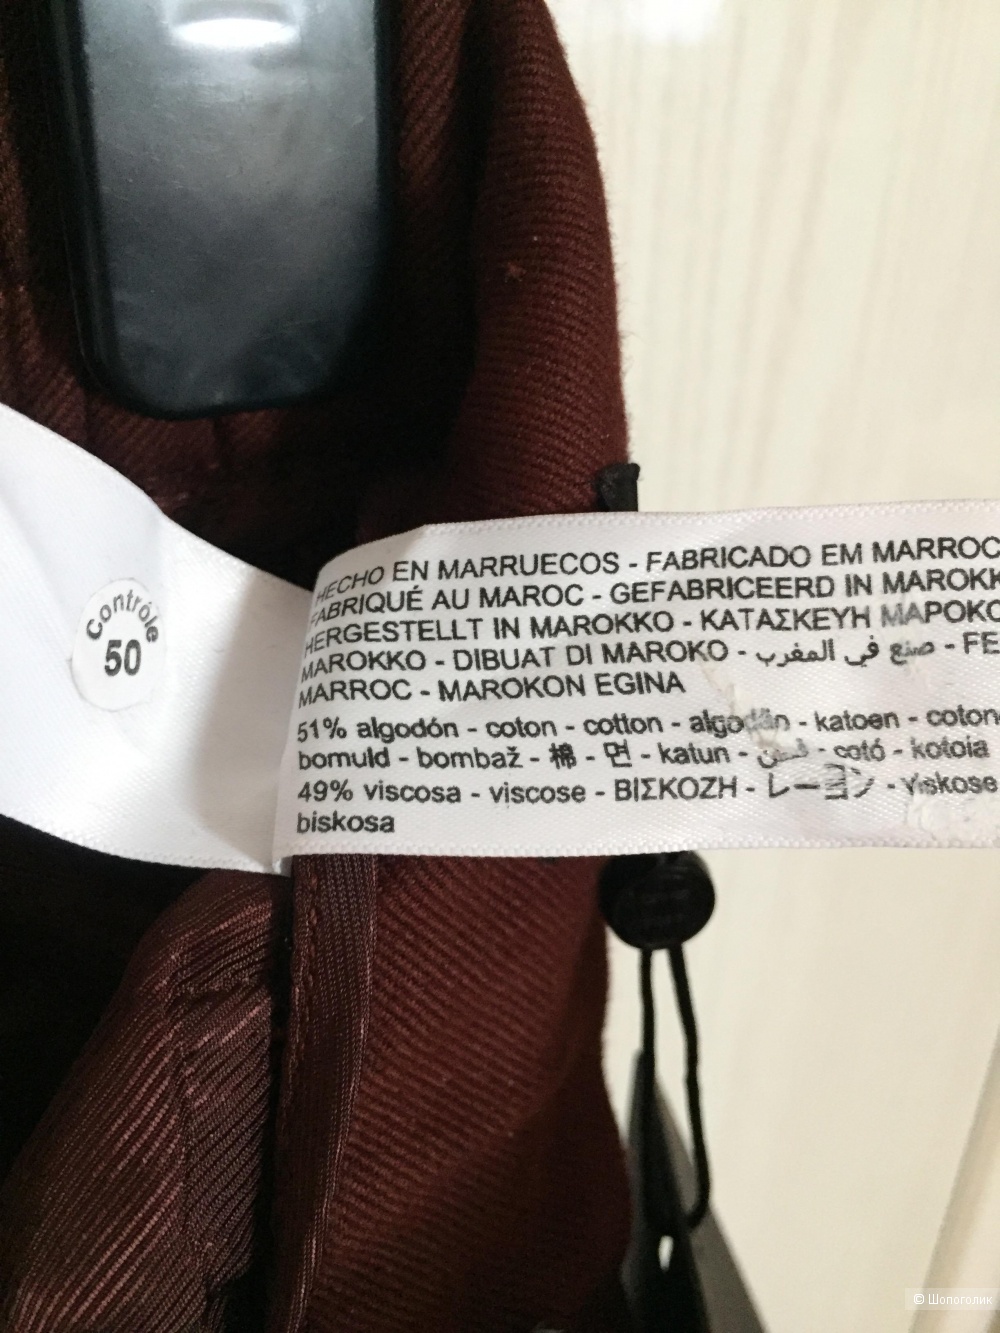 Contrôle
50
HECHO EN MARRUECOS - FABRICADO EM MARROC
FABRIQUÉ AU MAROC - GEFABRICEERD IN MAROKK
HERGESTELLT IN MAROKKO - ΚΑΤΑΣΚΕΥΗ ΜΑΡΟΚΟ
MAROKKO - DIBUAT DI MAROKO - صنع في المغرب - FE
MARROC - MAROKON EGINA
51% algodón - coton - cotton - algodão - katoen - coton
bomuld - bombaž - 棉 - 면 - katun - قطن - cotó - kotoia
49% viscosa - viscose - ΒΙΣΚΟΖΗ - レーヨン - viskose
biskosa
© Шопоголик